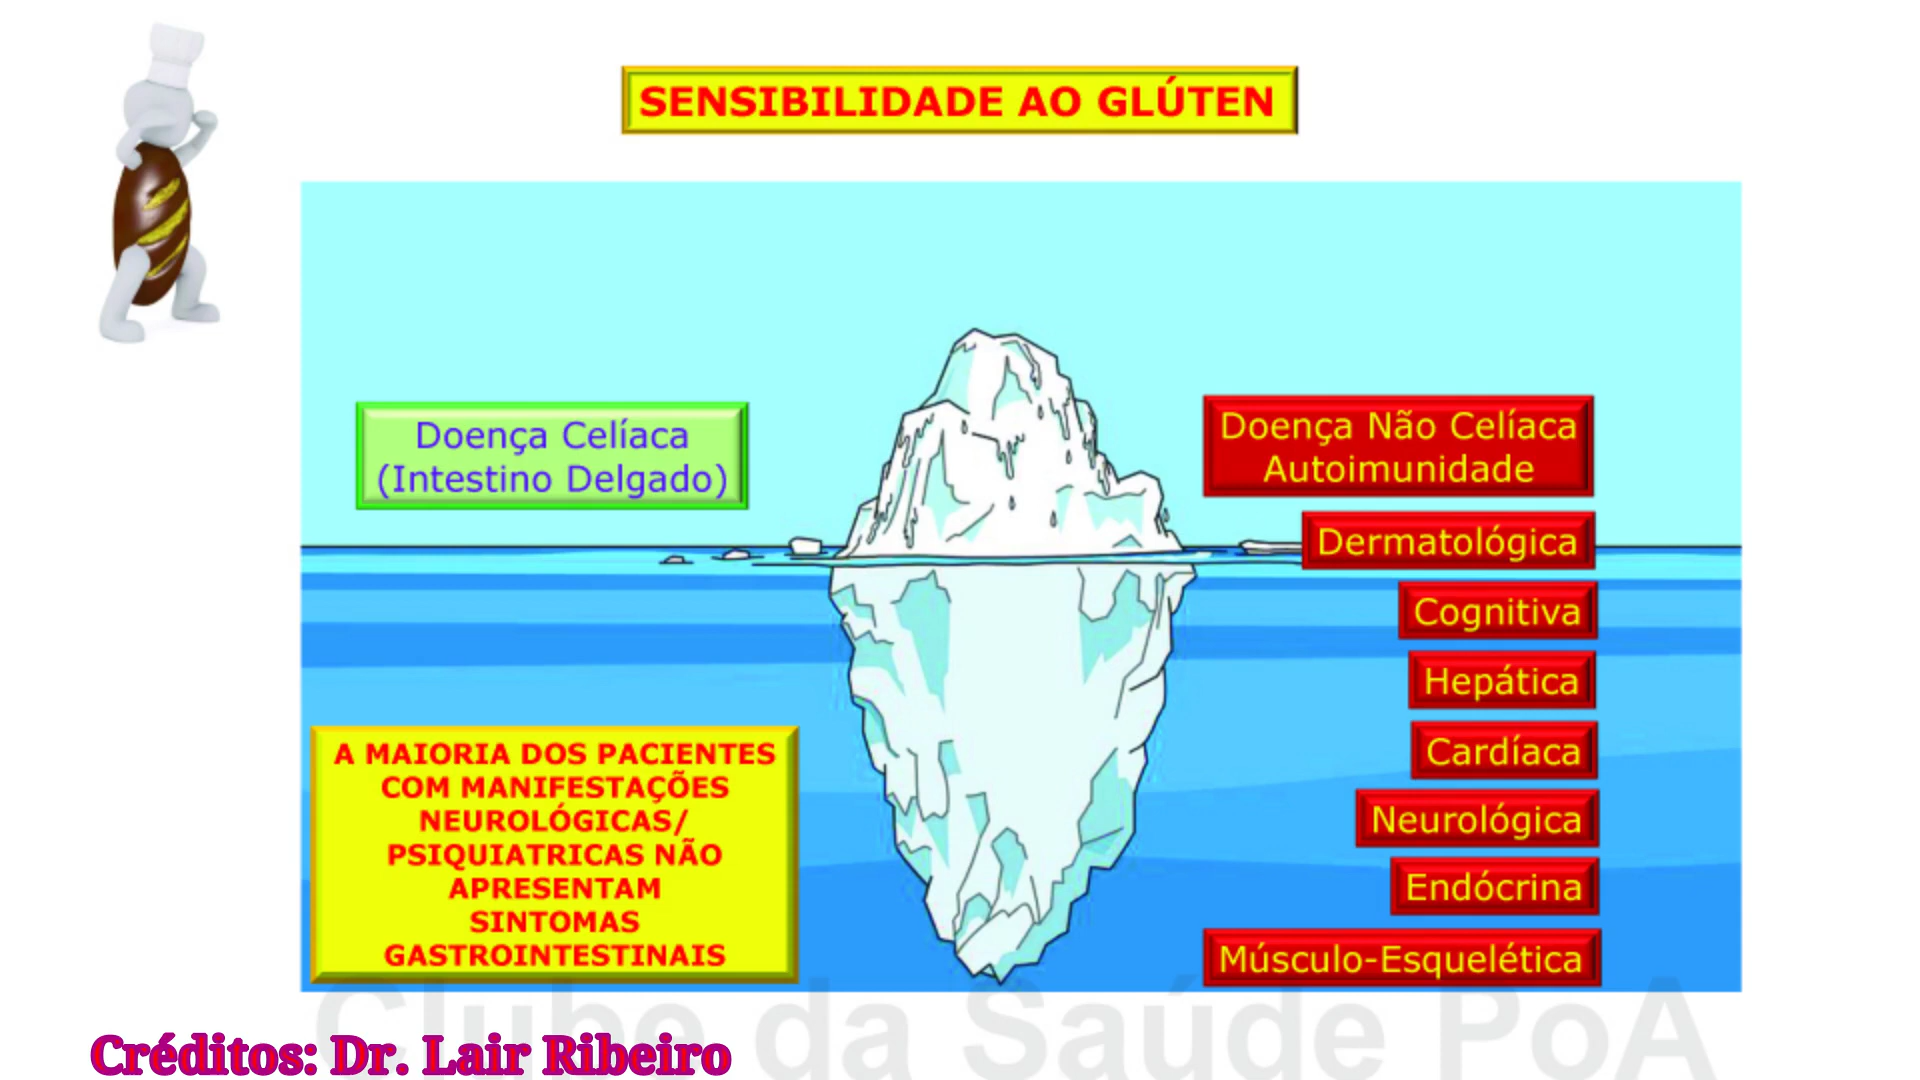 SENSIBILIDADE AO GLÚTEN
Doença Celíaca
(Intestino Delgado)
Doença Não Celíaca
Autoimunidade
Dermatológica
Cognitiva
Hepática
Cardíaca
Neurológica
Endócrina
Músculo-Esquelética
A MAIORIA DOS PACIENTES
COM MANIFESTAÇÕES
NEUROLÓGICAS/
PSIQUIATRICAS NÃO
APRESENTAM
SINTOMAS
GASTROINTESTINAIS
Clube da Saúde PoA
Créditos: Dr. Lair Ribeiro